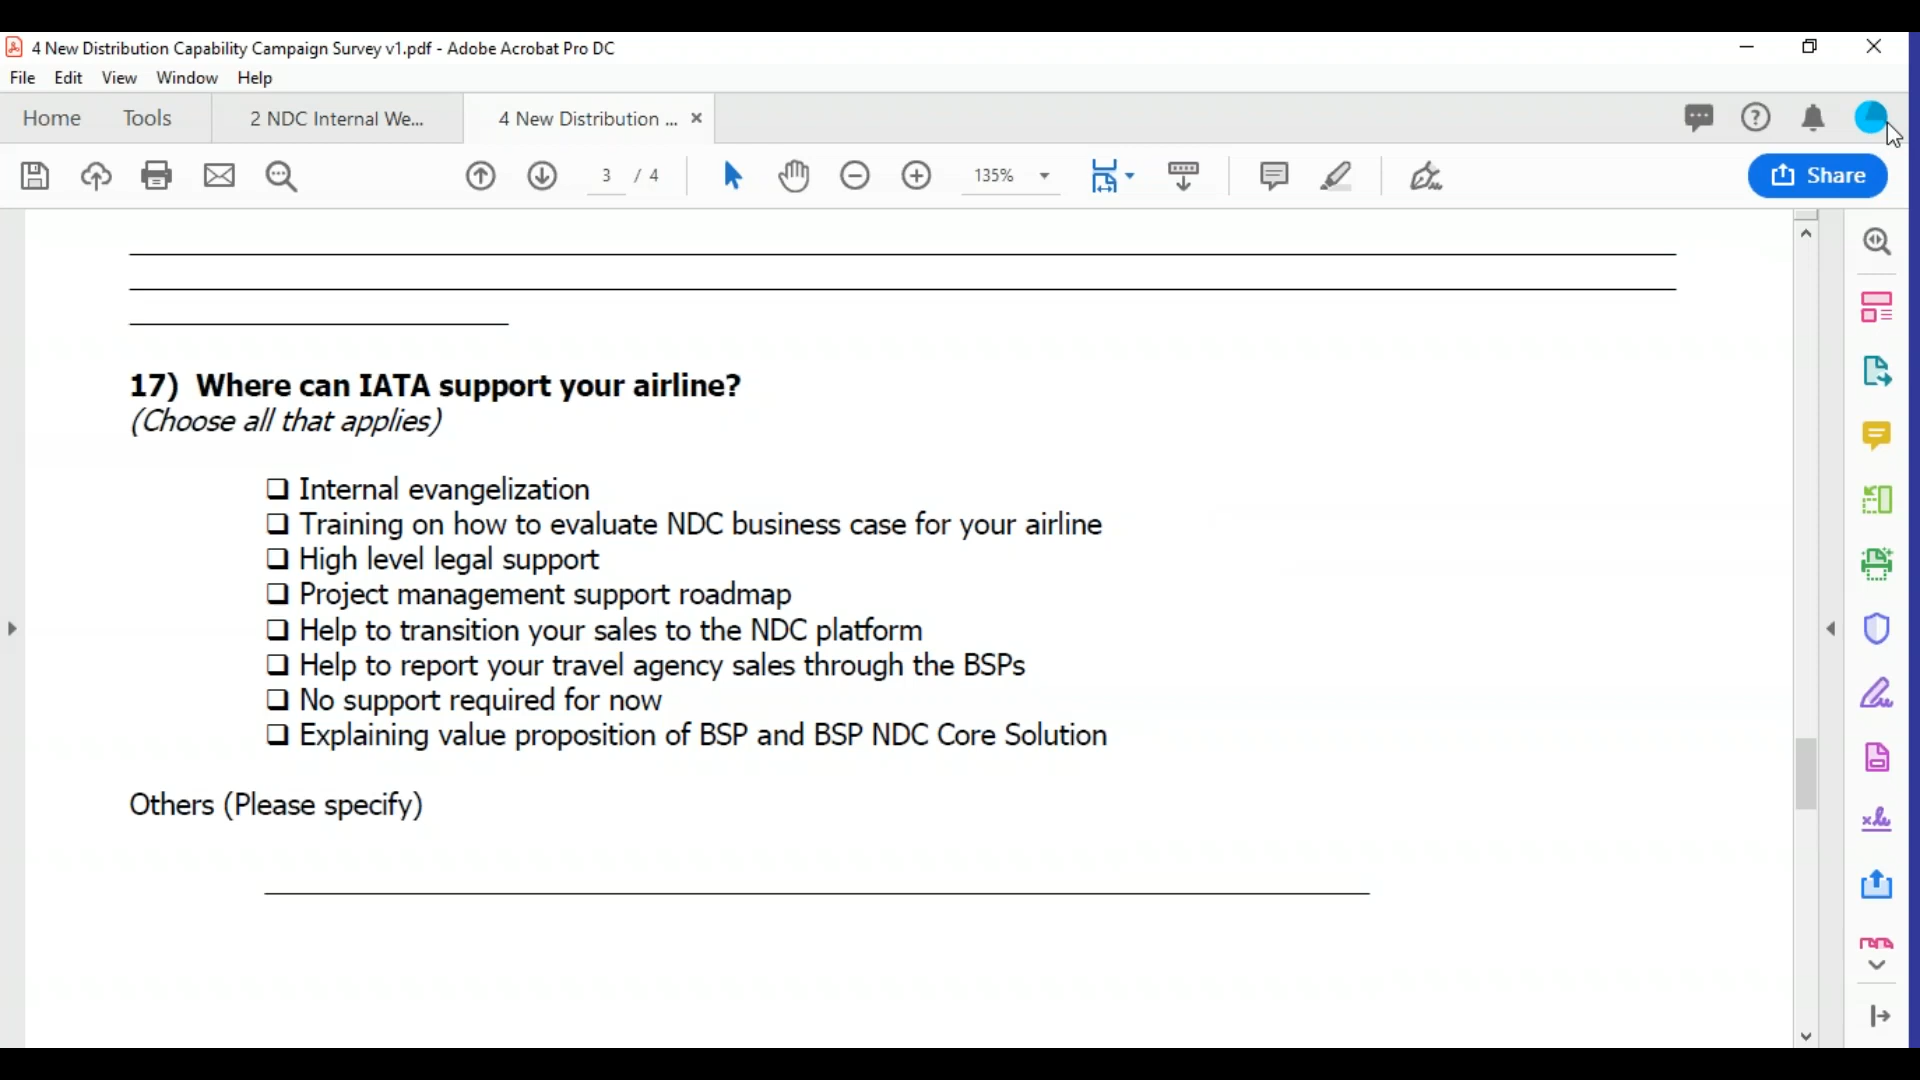 4 New Distribution Capability Campaign Survey v1.pdf - Adobe Acrobat Pro DC
File Edit View Window Help
Home Tools 2 NDC Internal We... 4 New Distribution ...
3 / 4 135% Share
17) Where can IATA support your airline?
(Choose all that applies)
Internal evangelization
Training on how to evaluate NDC business case for your airline
High level legal support
Project management support roadmap
Help to transition your sales to the NDC platform
Help to report your travel agency sales through the BSPs
No support required for now
Explaining value proposition of BSP and BSP NDC Core Solution
Others (Please specify)